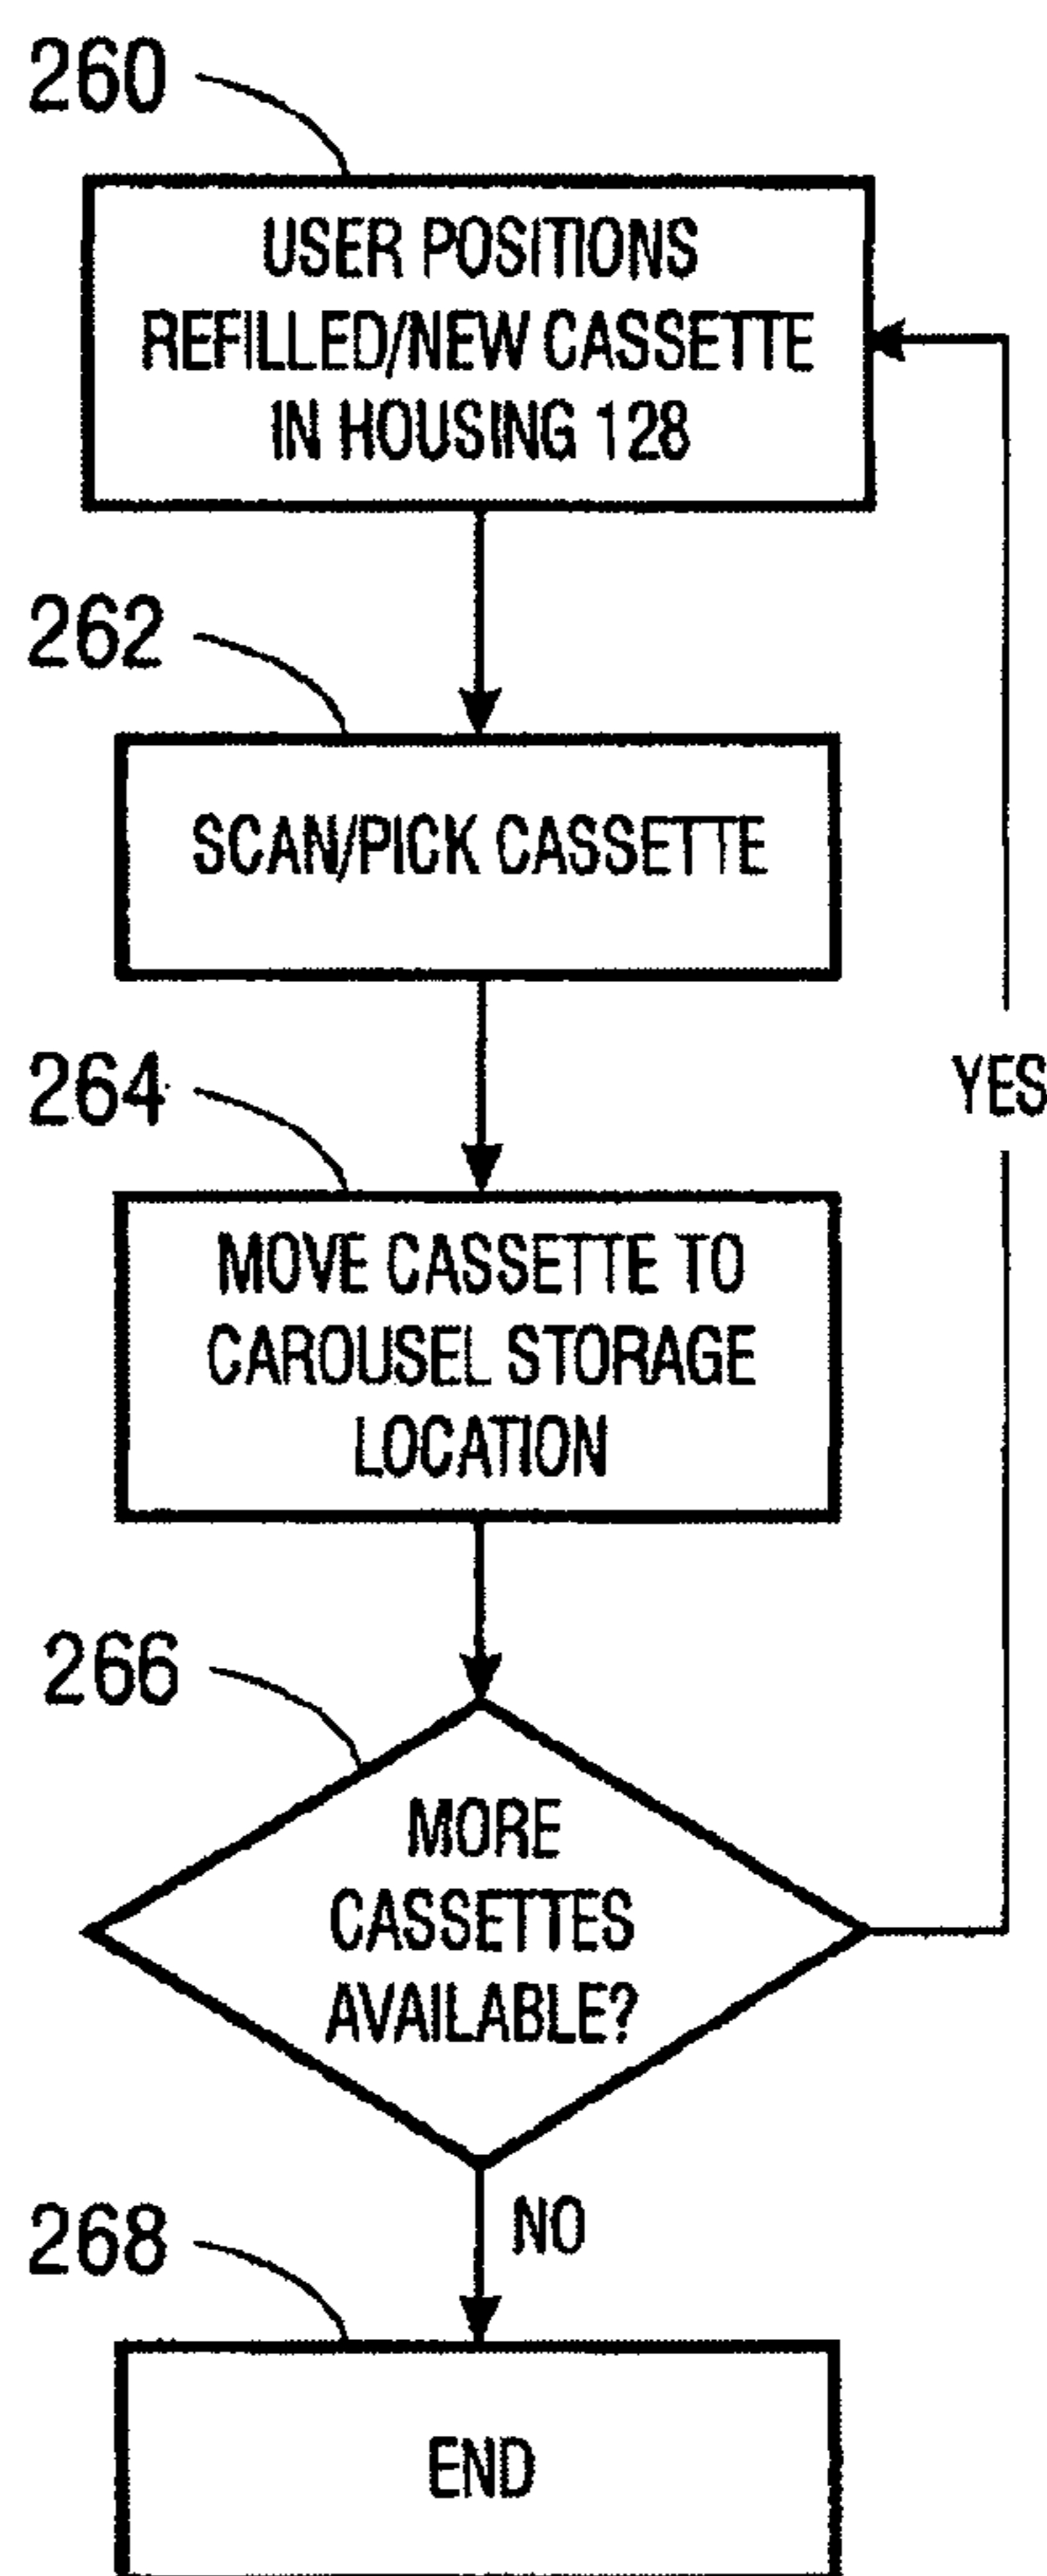 260
USER POSITIONS
REFILLED/NEW CASSETTE
IN HOUSING 128
262
SCAN/PICK CASSETTE
264
MOVE CASSETTE TO
CAROUSEL STORAGE
LOCATION
YES
266
MORE
CASSETTES
AVAILABLE?
NO
268
END